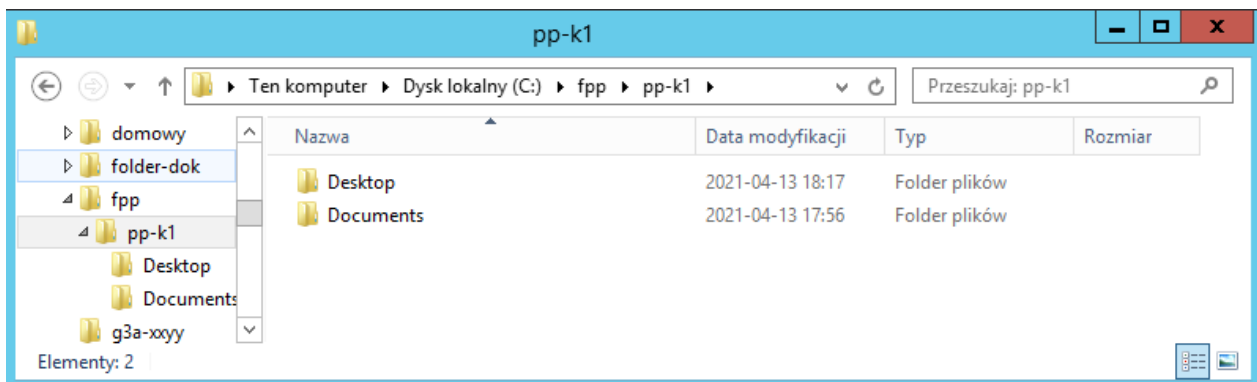 pp-k1
Ten komputer Dysk lokalny (C:) fpp pp-k1
Przeszukaj: pp-k1
domowy
folder-dok
fpp
pp-k1
Desktop
Documents
g3a-xxyy
Nazwa Data modyfikacji Typ Rozmiar
Desktop 2021-04-13 18:17 Folder plików
Documents 2021-04-13 17:56 Folder plików
Elementy: 2